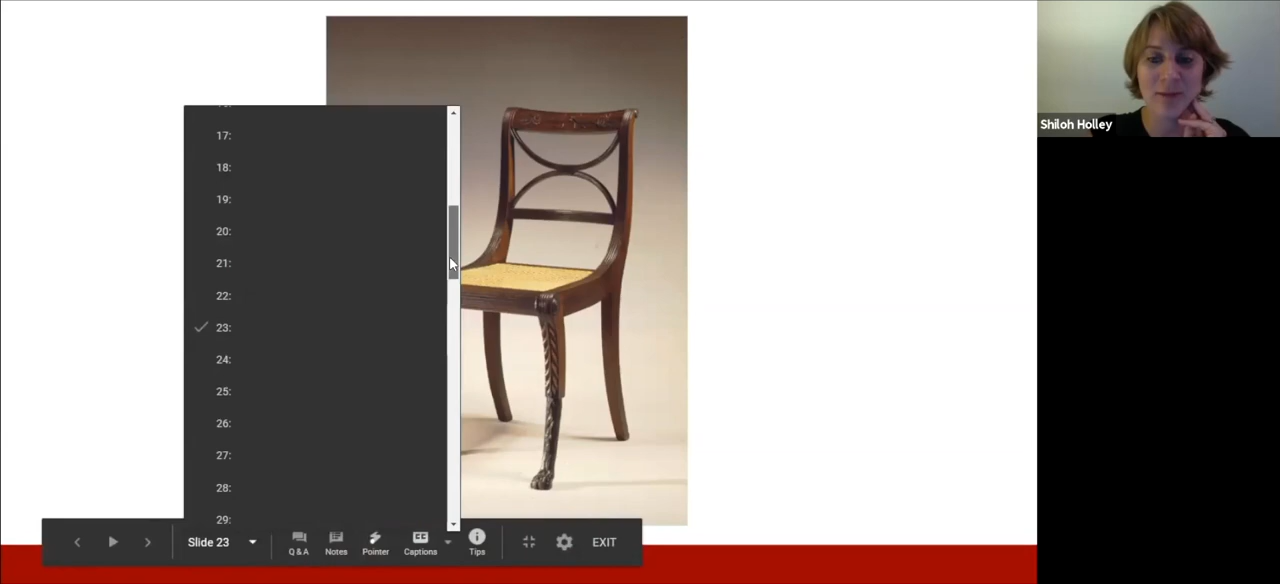 17:
18:
19:
20:
21:
22:
23:
24:
25:
26:
27:
28:
29:
Slide 23
Q & A
Notes
Pointer
Captions
Tips
EXIT
Shiloh Holley